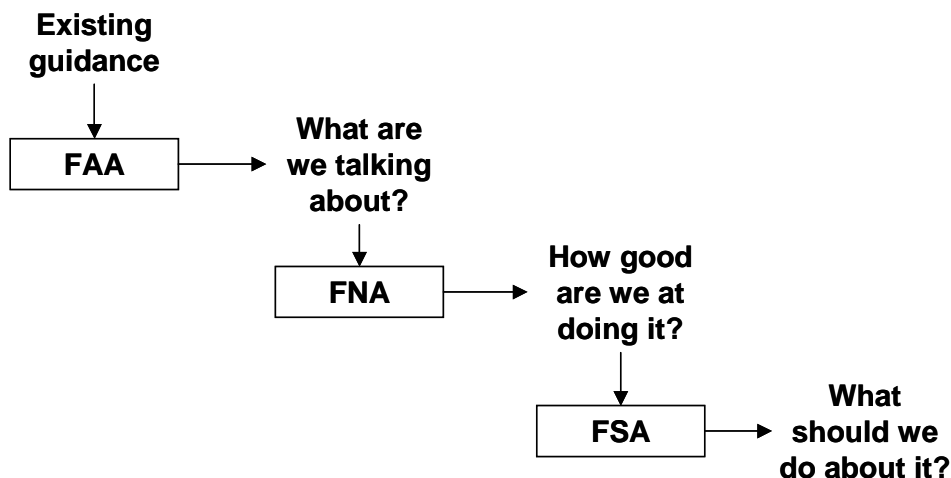 Existing
guidance
FAA
What are
we talking
about?
FNA
How good
are we at
doing it?
FSA
What
should we
do about it?